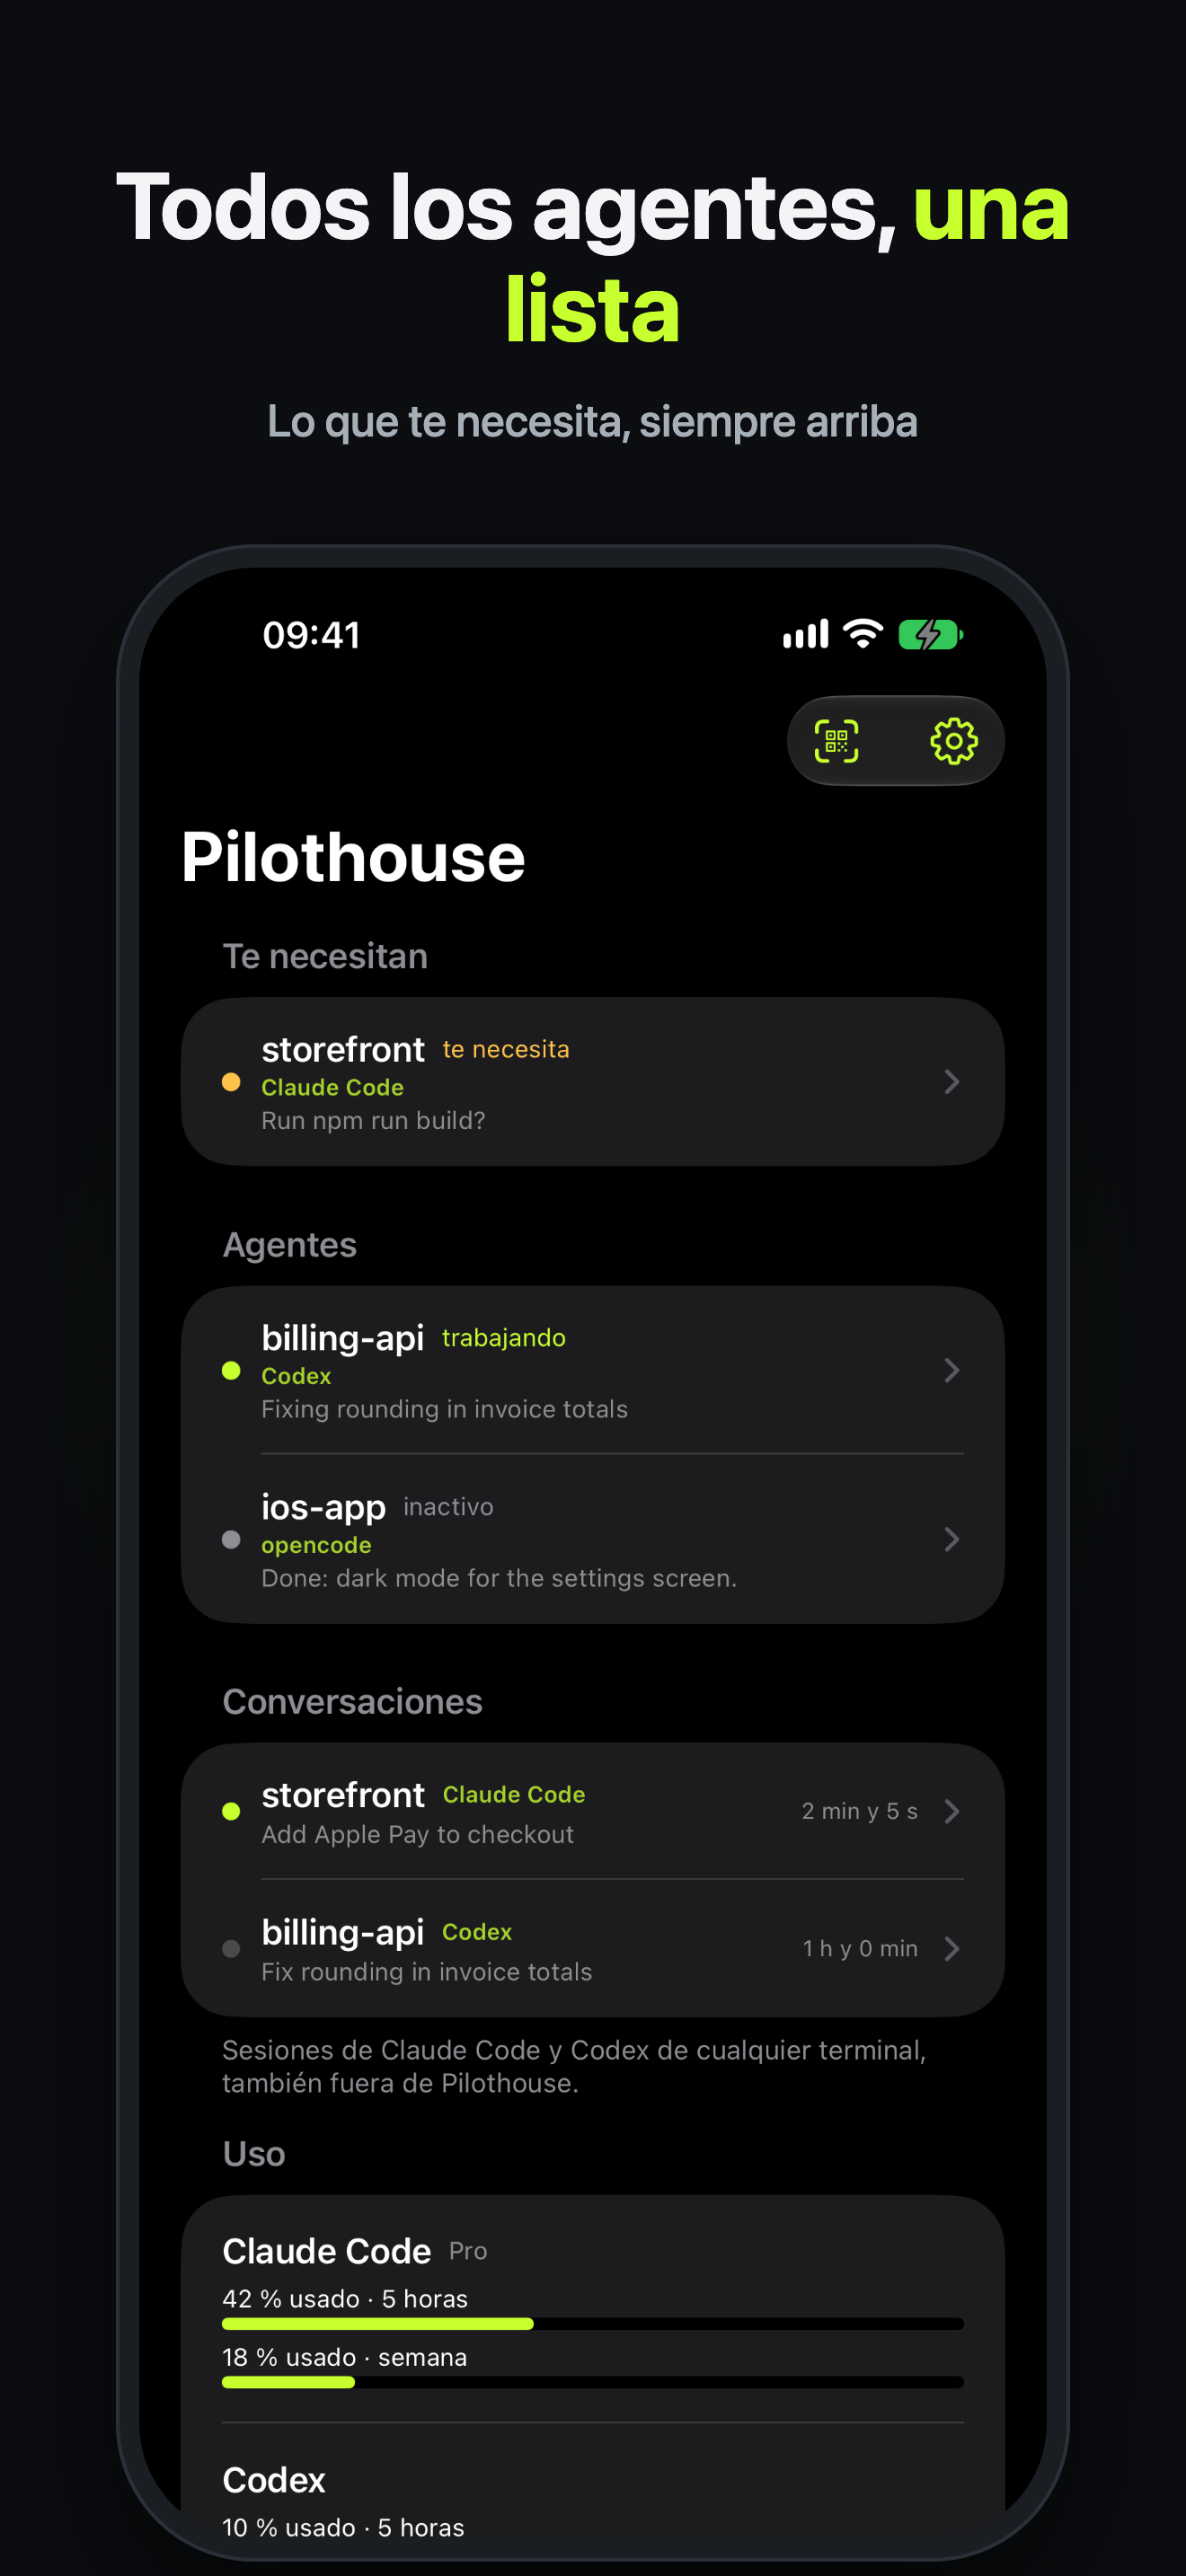 Todos los agentes, una
lista
Lo que te necesita, siempre arriba
09:41
Pilothouse
Te necesitan
storefront te necesita
Claude Code
Run npm run build?
Agentes
billing-api trabajando
Codex
Fixing rounding in invoice totals
ios-app inactivo
opencode
Done: dark mode for the settings screen.
Conversaciones
storefront Claude Code
2 min y 5 s
Add Apple Pay to checkout
billing-api Codex
1 h y 0 min
Fix rounding in invoice totals
Sesiones de Claude Code y Codex de cualquier terminal,
también fuera de Pilothouse.
Uso
Claude Code Pro
42 % usado · 5 horas
18 % usado · semana
Codex
10 % usado · 5 horas